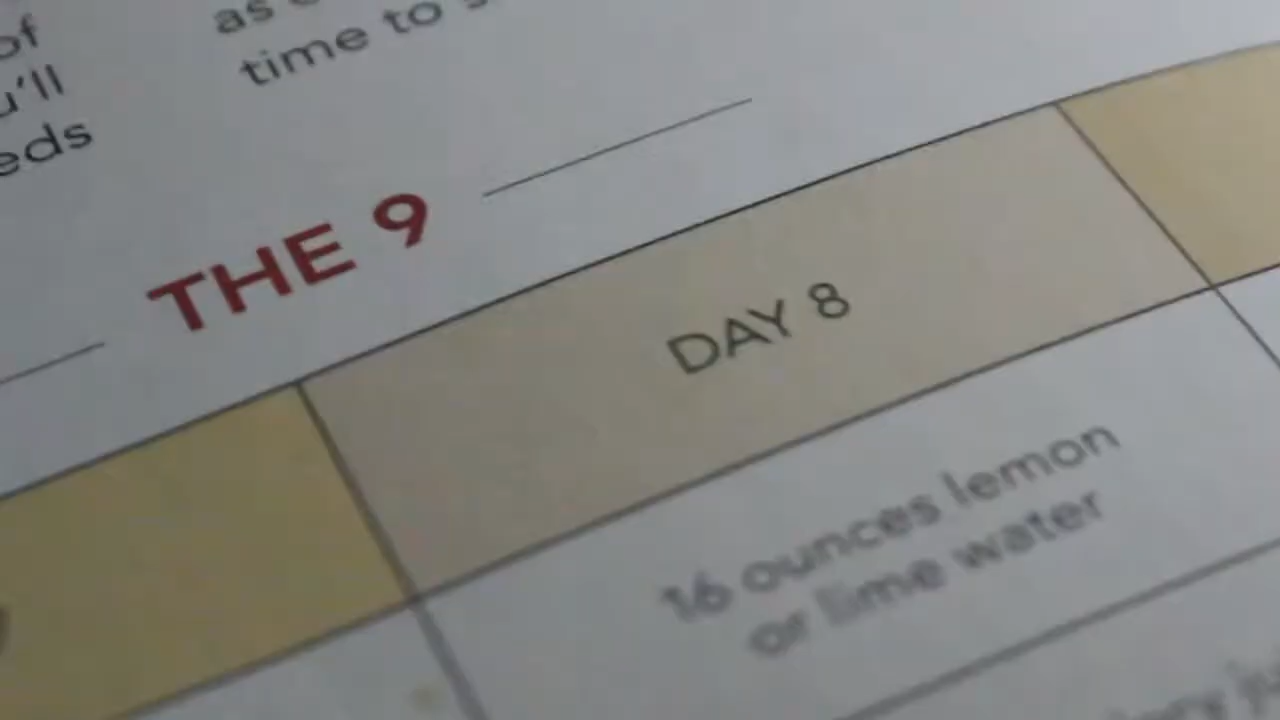 of
u'll
eds
as
time to
THE 9
DAY 8
16 ounces lemon
or lime water